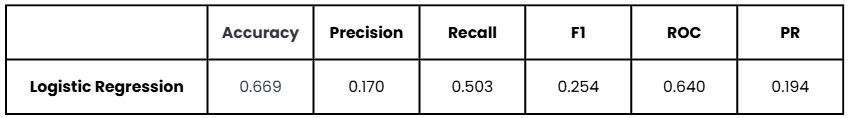 Accuracy Precision Recall F1 ROC PR
Logistic Regression 0.669 0.170 0.503 0.254 0.640 0.194